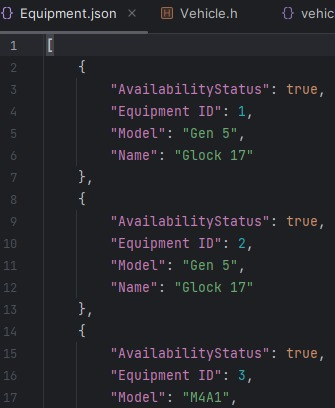 {} Equipment.json × H Vehicle.h {} vehic
1 [
2 {
3 "AvailabilityStatus": true,
4 "Equipment ID": 1,
5 "Model": "Gen 5",
6 "Name": "Glock 17"
7 },
8 {
9 "AvailabilityStatus": true,
10 "Equipment ID": 2,
11 "Model": "Gen 5",
12 "Name": "Glock 17"
13 },
14 {
15 "AvailabilityStatus": true,
16 "Equipment ID": 3,
17 "Model": "M4A1",